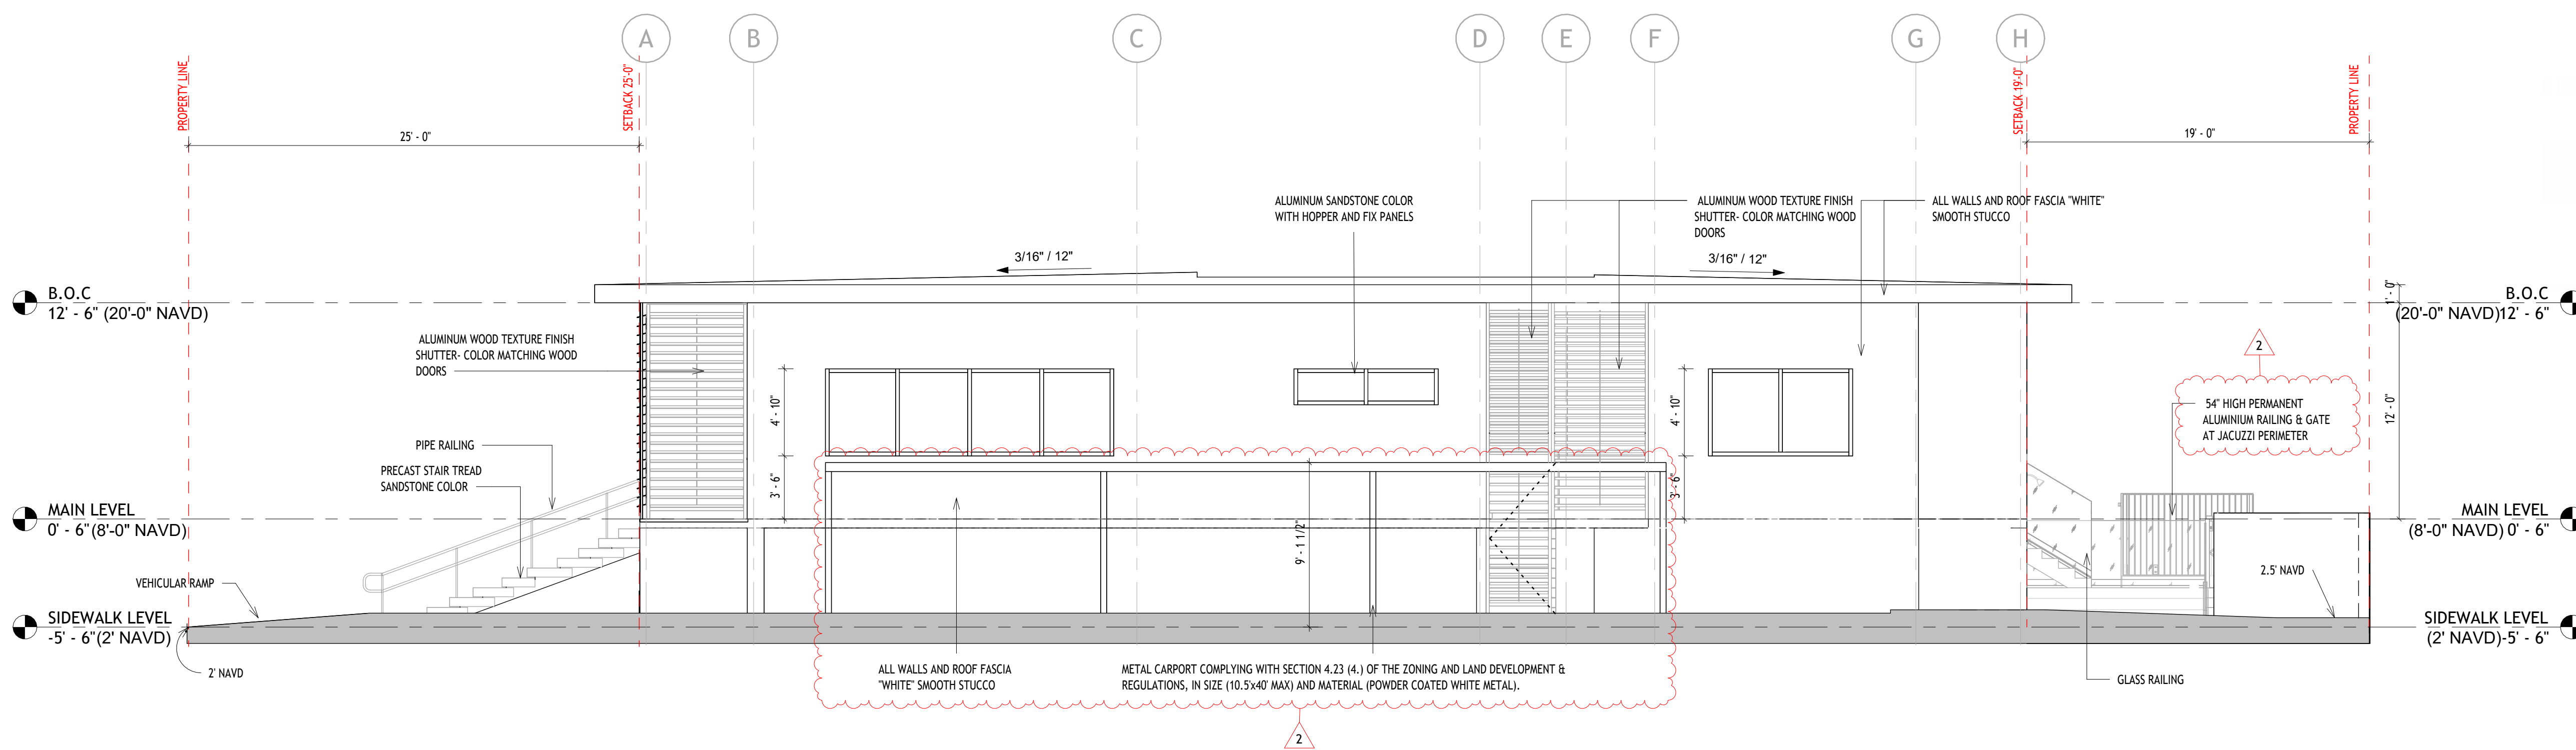 A
B
C
D
E
F
G
H
PROPERTY LINE
SETBACK 25'-0"
SETBACK 19'-0"
PROPERTY LINE
25' - 0"
19' - 0"
ALUMINUM SANDSTONE COLOR
WITH HOPPER AND FIX PANELS
ALUMINUM WOOD TEXTURE FINISH
SHUTTER- COLOR MATCHING WOOD
DOORS
ALL WALLS AND ROOF FASCIA "WHITE"
SMOOTH STUCCO
3/16" / 12"
3/16" / 12"
B.O.C
12' - 6" (20'-0" NAVD)
1' - 0"
B.O.C
(20'-0" NAVD)12' - 6"
ALUMINUM WOOD TEXTURE FINISH
SHUTTER- COLOR MATCHING WOOD
DOORS
2
4' - 10"
4' - 10"
12' - 0"
54" HIGH PERMANENT
ALUMINIUM RAILING & GATE
AT JACUZZI PERIMETER
PIPE RAILING
PRECAST STAIR TREAD
SANDSTONE COLOR
3' - 6"
3' - 6"
MAIN LEVEL
0' - 6"(8'-0" NAVD)
MAIN LEVEL
(8'-0" NAVD) 0' - 6"
9' - 1 1/2"
VEHICULAR RAMP
2.5' NAVD
SIDEWALK LEVEL
-5' - 6"(2' NAVD)
SIDEWALK LEVEL
(2' NAVD)-5' - 6"
2' NAVD
ALL WALLS AND ROOF FASCIA
"WHITE" SMOOTH STUCCO
METAL CARPORT COMPLYING WITH SECTION 4.23 (4.) OF THE ZONING AND LAND DEVELOPMENT &
REGULATIONS, IN SIZE (10.5'x40' MAX) AND MATERIAL (POWDER COATED WHITE METAL).
GLASS RAILING
2